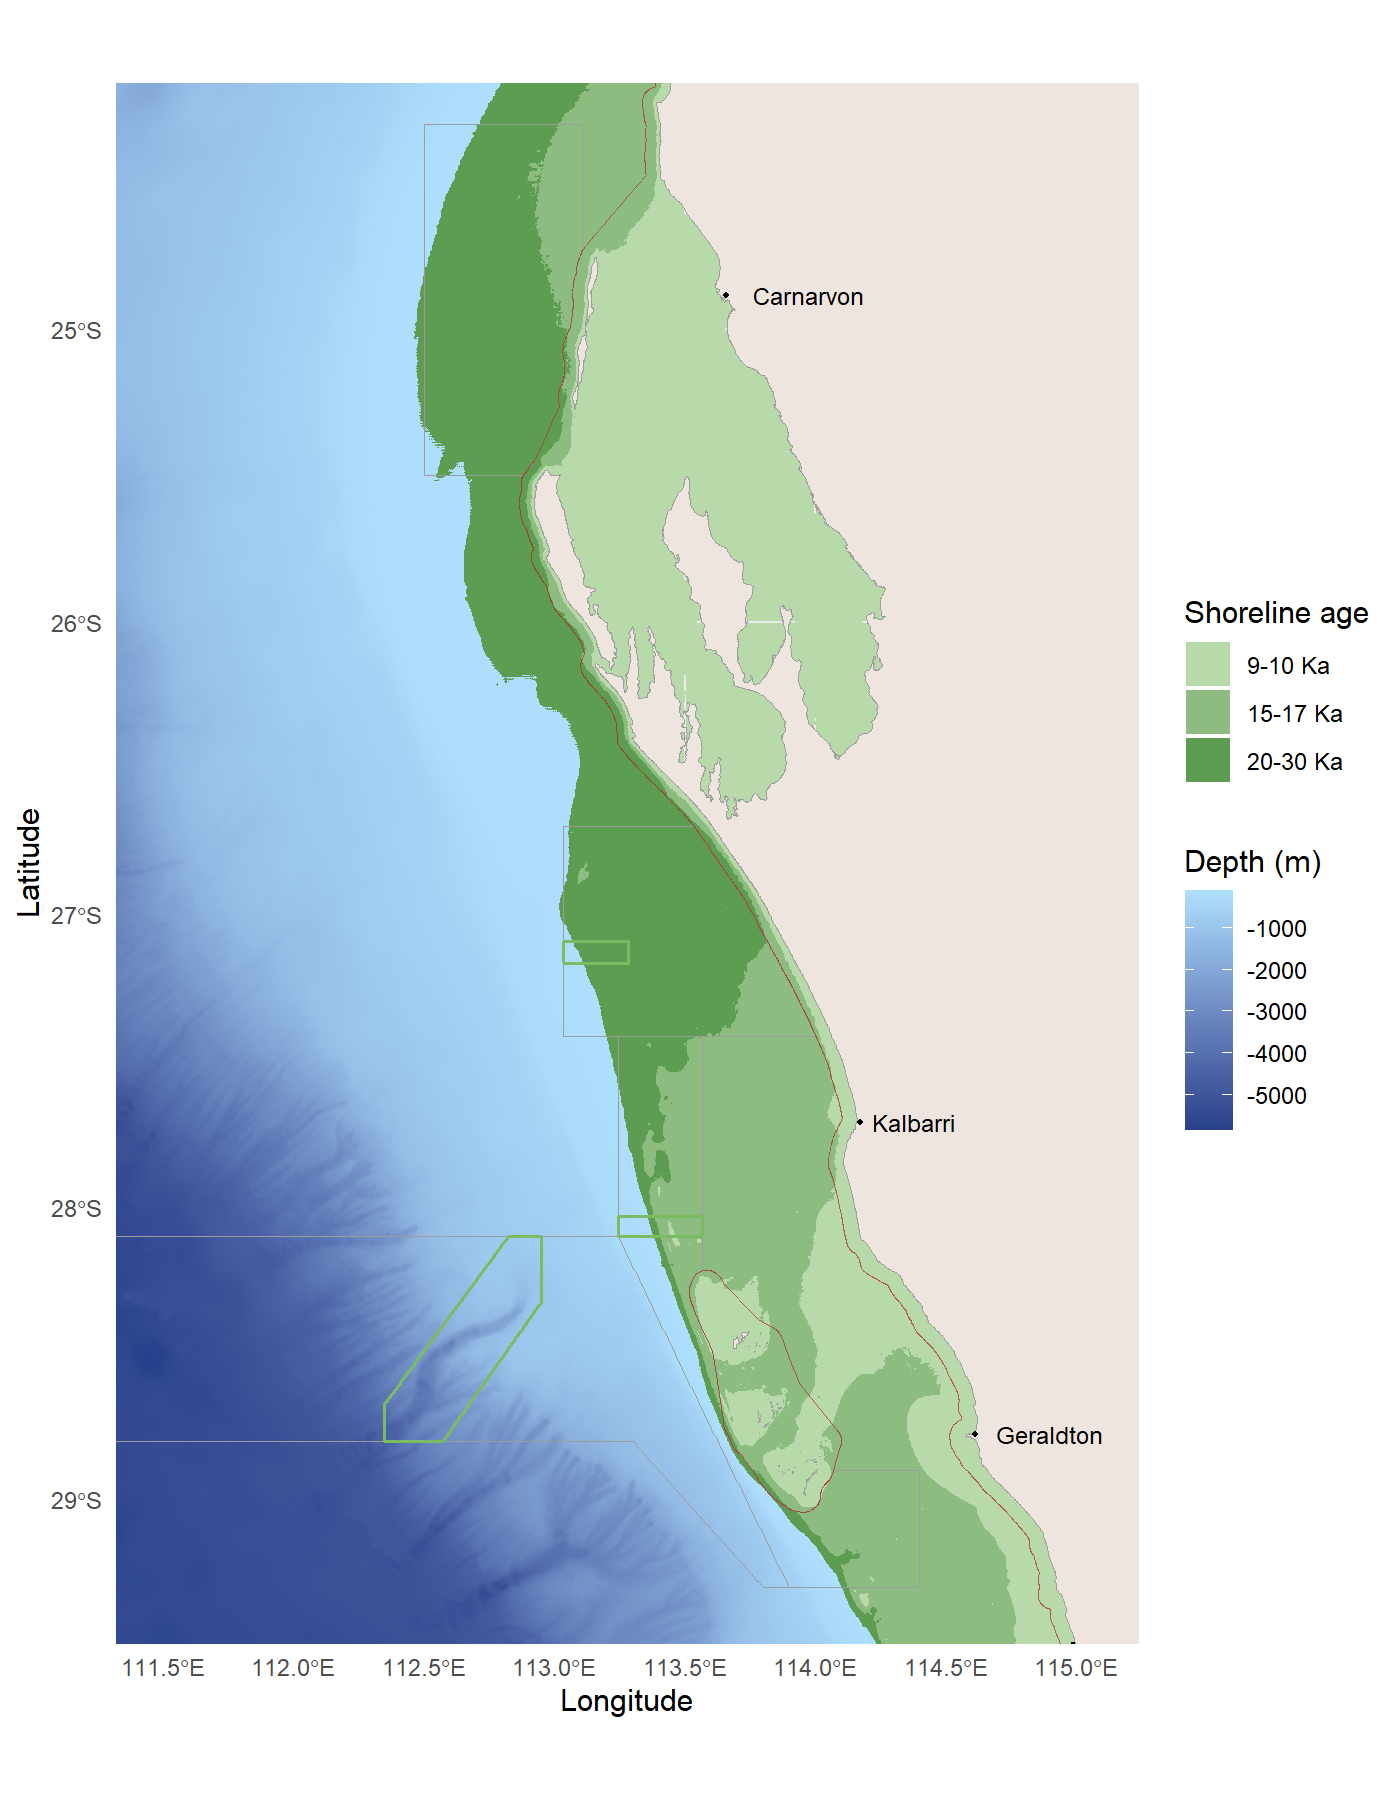 Carnarvon
Kalbarri
Geraldton
25°S
26°S
27°S
28°S
29°S
Latitude
111.5°E
112.0°E
112.5°E
113.0°E
113.5°E
114.0°E
114.5°E
115.0°E
Longitude
Shoreline age
9-10 Ka
15-17 Ka
20-30 Ka
Depth (m)
-1000
-2000
-3000
-4000
-5000